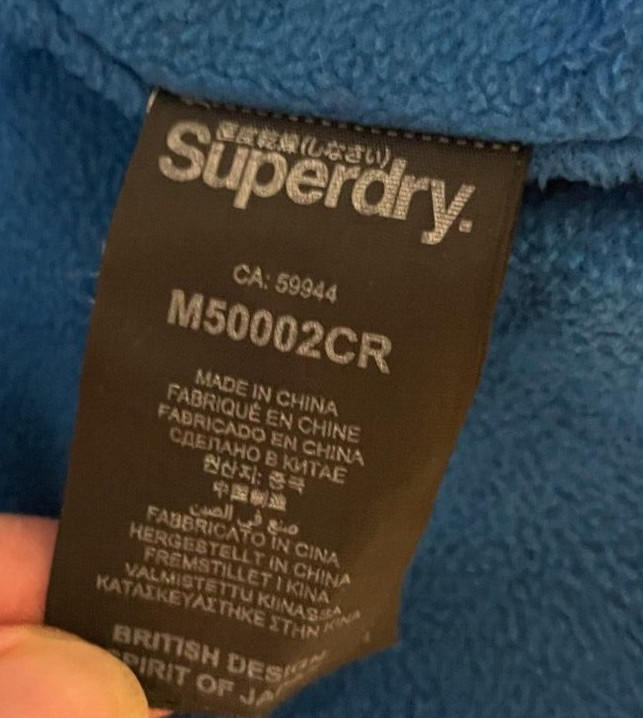 極度乾燥(しなさい)
Superdry.
CA: 59944
M50002CR
MADE IN CHINA
FABRIQUÉ EN CHINE
FABRICADO EN CHINA
СДЕЛАНО В КИТАЕ
원산지: 중국
中国制造
صنع في الصين
FABBRICATO IN CINA
HERGESTELLT IN CHINA
FREMSTILLET I KINA
VALMISTETTU KIINASSA
ΚΑΤΑΣΚΕΥΑΣΤΗΚΕ ΣΤΗΝ ΚΙΝΑ
BRITISH DESIGN
SPIRIT OF